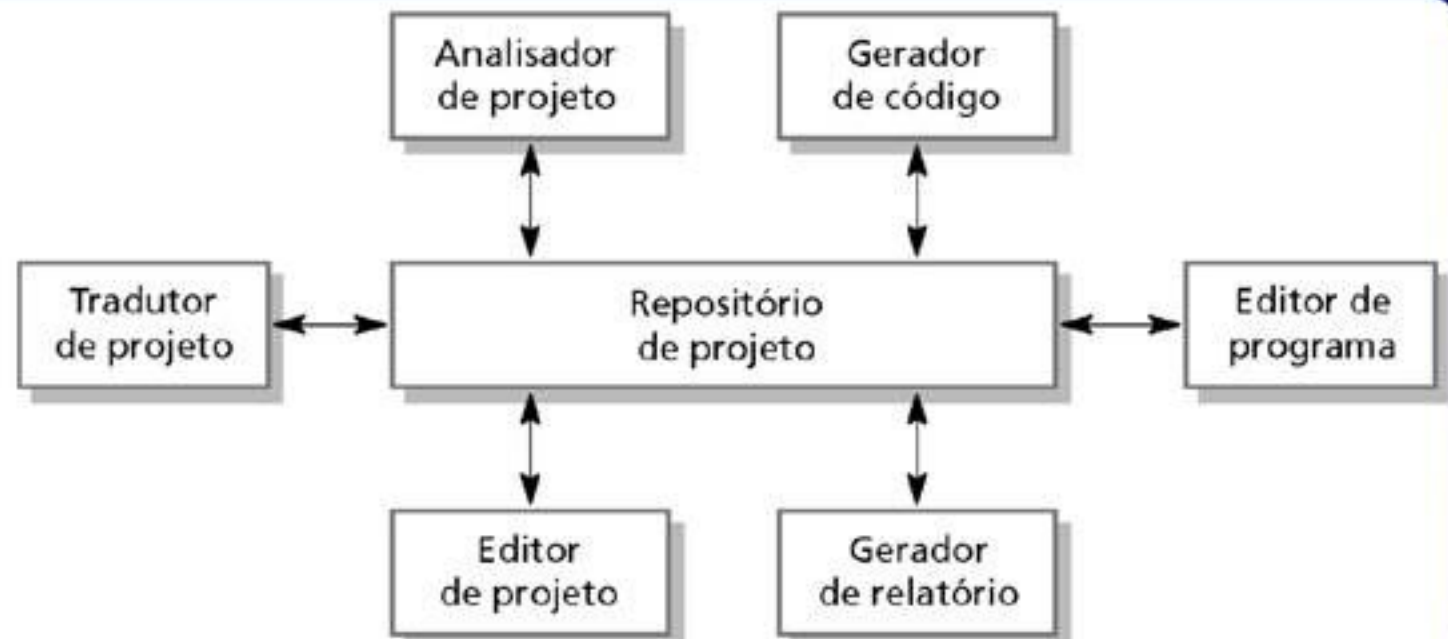 Analisador
de projeto
Gerador
de código
Tradutor
de projeto
Repositório
de projeto
Editor de
programa
Editor
de projeto
Gerador
de relatório